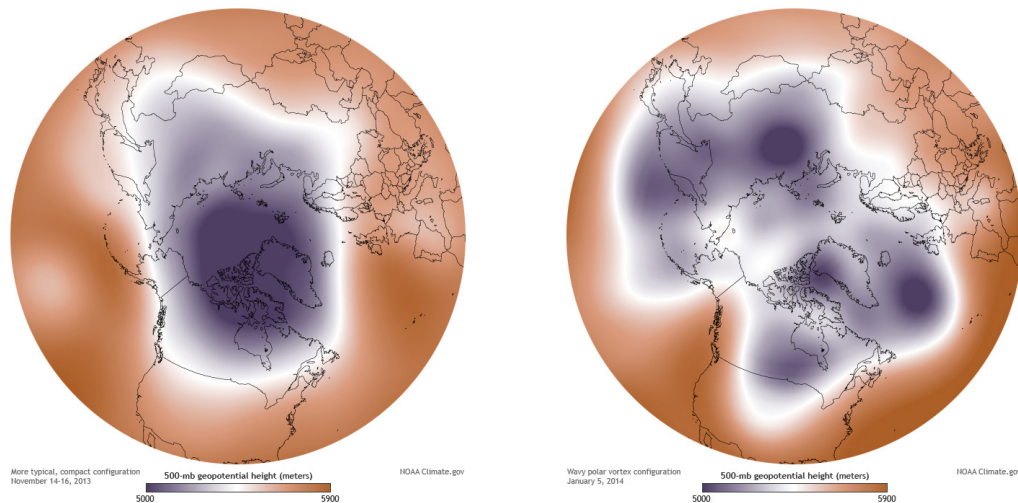 More typical, compact configuration
November 14-16, 2013
500-mb geopotential height (meters)
5000 5900
NOAA Climate.gov
Wavy polar vortex configuration
January 5, 2014
500-mb geopotential height (meters)
5000 5900
NOAA Climate.gov